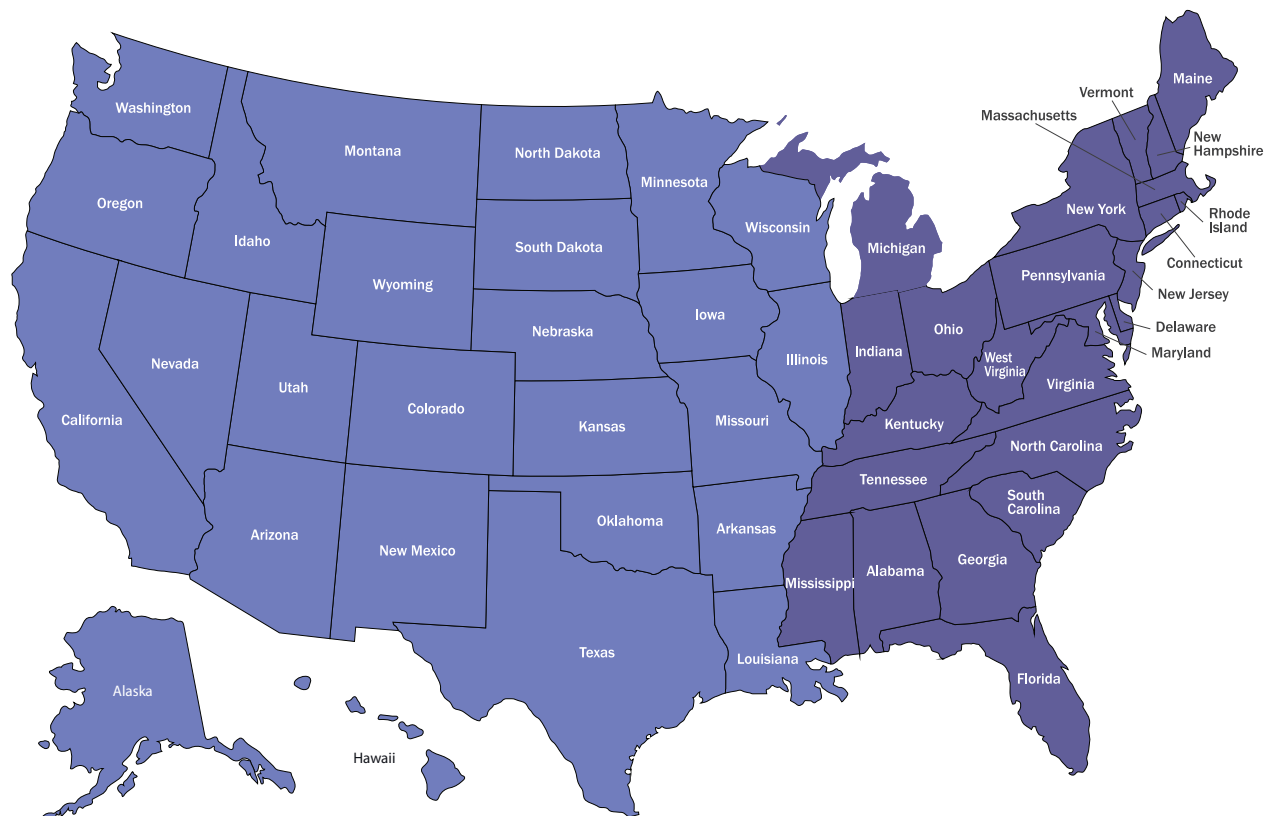 Maine
Vermont
Massachusetts
New
Hampshire
Washington
Montana
North Dakota
Minnesota
Oregon
New York
Rhode
Island
Wisconsin
Idaho
South Dakota
Michigan
Connecticut
Pennsylvania
Wyoming
New Jersey
Iowa
Nebraska
Ohio
Delaware
Indiana
Maryland
Illinois
West
Virginia
Nevada
Utah
Virginia
Colorado
California
Missouri
Kansas
Kentucky
North Carolina
Tennessee
South
Carolina
Oklahoma
Arkansas
Arizona
New Mexico
Georgia
Alabama
Mississippi
Texas
Louisiana
Florida
Alaska
Hawaii